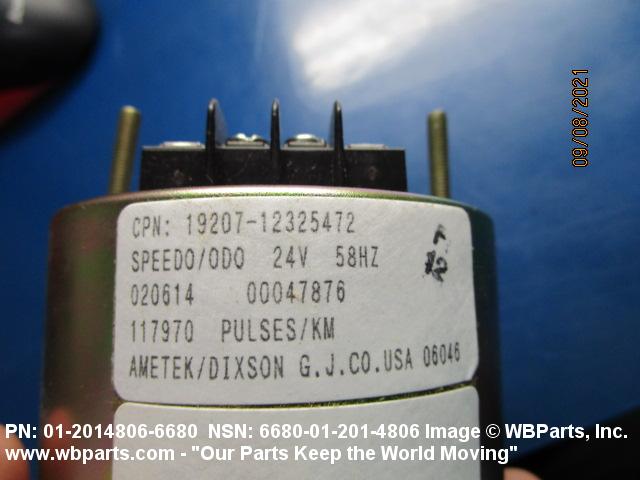 09/08/2021
CPN: 19207-12325472
SPEEDO/ODO 24V 58HZ
020614 00047876
117970 PULSES/KM
AMETEK/DIXSON G.J.CO.USA 06046
PN: 01-2014806-6680 NSN: 6680-01-201-4806 Image © WBParts, Inc.
www.wbparts.com - "Our Parts Keep the World Moving"